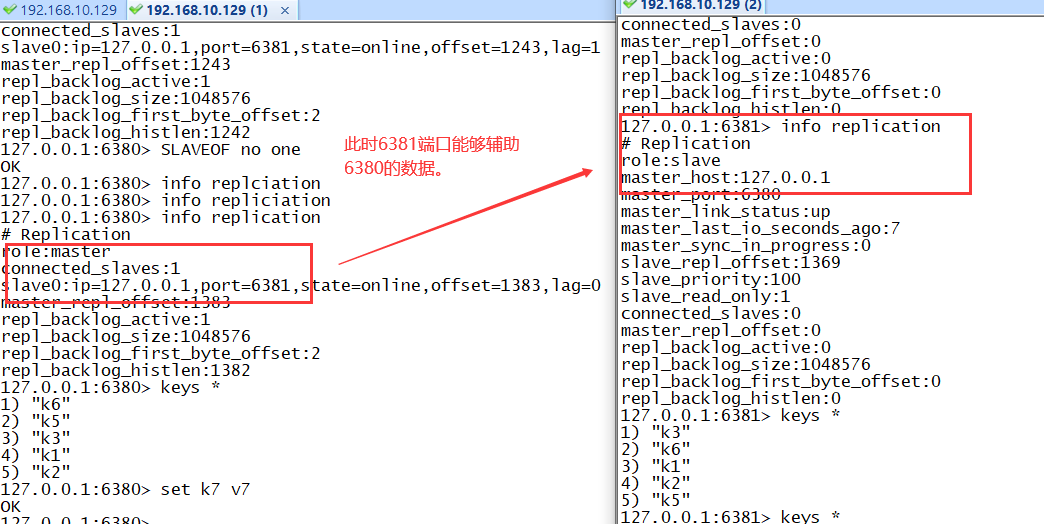 192.168.10.129
192.168.10.129 (1) ×
connected_slaves:1
slave0:ip=127.0.0.1,port=6381,state=online,offset=1243,lag=1
master_repl_offset:1243
repl_backlog_active:1
repl_backlog_size:1048576
repl_backlog_first_byte_offset:2
repl_backlog_histlen:1242
127.0.0.1:6380> SLAVEOF no one
OK
127.0.0.1:6380> info replciation
127.0.0.1:6380> info repliciation
127.0.0.1:6380> info replication
# Replication
role:master
connected_slaves:1
slave0:ip=127.0.0.1,port=6381,state=online,offset=1383,lag=0
master_repl_offset:1383
repl_backlog_active:1
repl_backlog_size:1048576
repl_backlog_first_byte_offset:2
repl_backlog_histlen:1382
127.0.0.1:6380> keys *
1) "k6"
2) "k5"
3) "k3"
4) "k1"
5) "k2"
127.0.0.1:6380> set k7 v7
OK
127.0.0.1:6380>
此时6381端口能够辅助
6380的数据。
192.168.10.129 (2)
connected_slaves:0
master_repl_offset:0
repl_backlog_active:0
repl_backlog_size:1048576
repl_backlog_first_byte_offset:0
repl_backlog_histlen:0
127.0.0.1:6381> info replication
# Replication
role:slave
master_host:127.0.0.1
master_port:6380
master_link_status:up
master_last_io_seconds_ago:7
master_sync_in_progress:0
slave_repl_offset:1369
slave_priority:100
slave_read_only:1
connected_slaves:0
master_repl_offset:0
repl_backlog_active:0
repl_backlog_size:1048576
repl_backlog_first_byte_offset:0
repl_backlog_histlen:0
127.0.0.1:6381> keys *
1) "k3"
2) "k6"
3) "k1"
4) "k2"
5) "k5"
127.0.0.1:6381> keys *